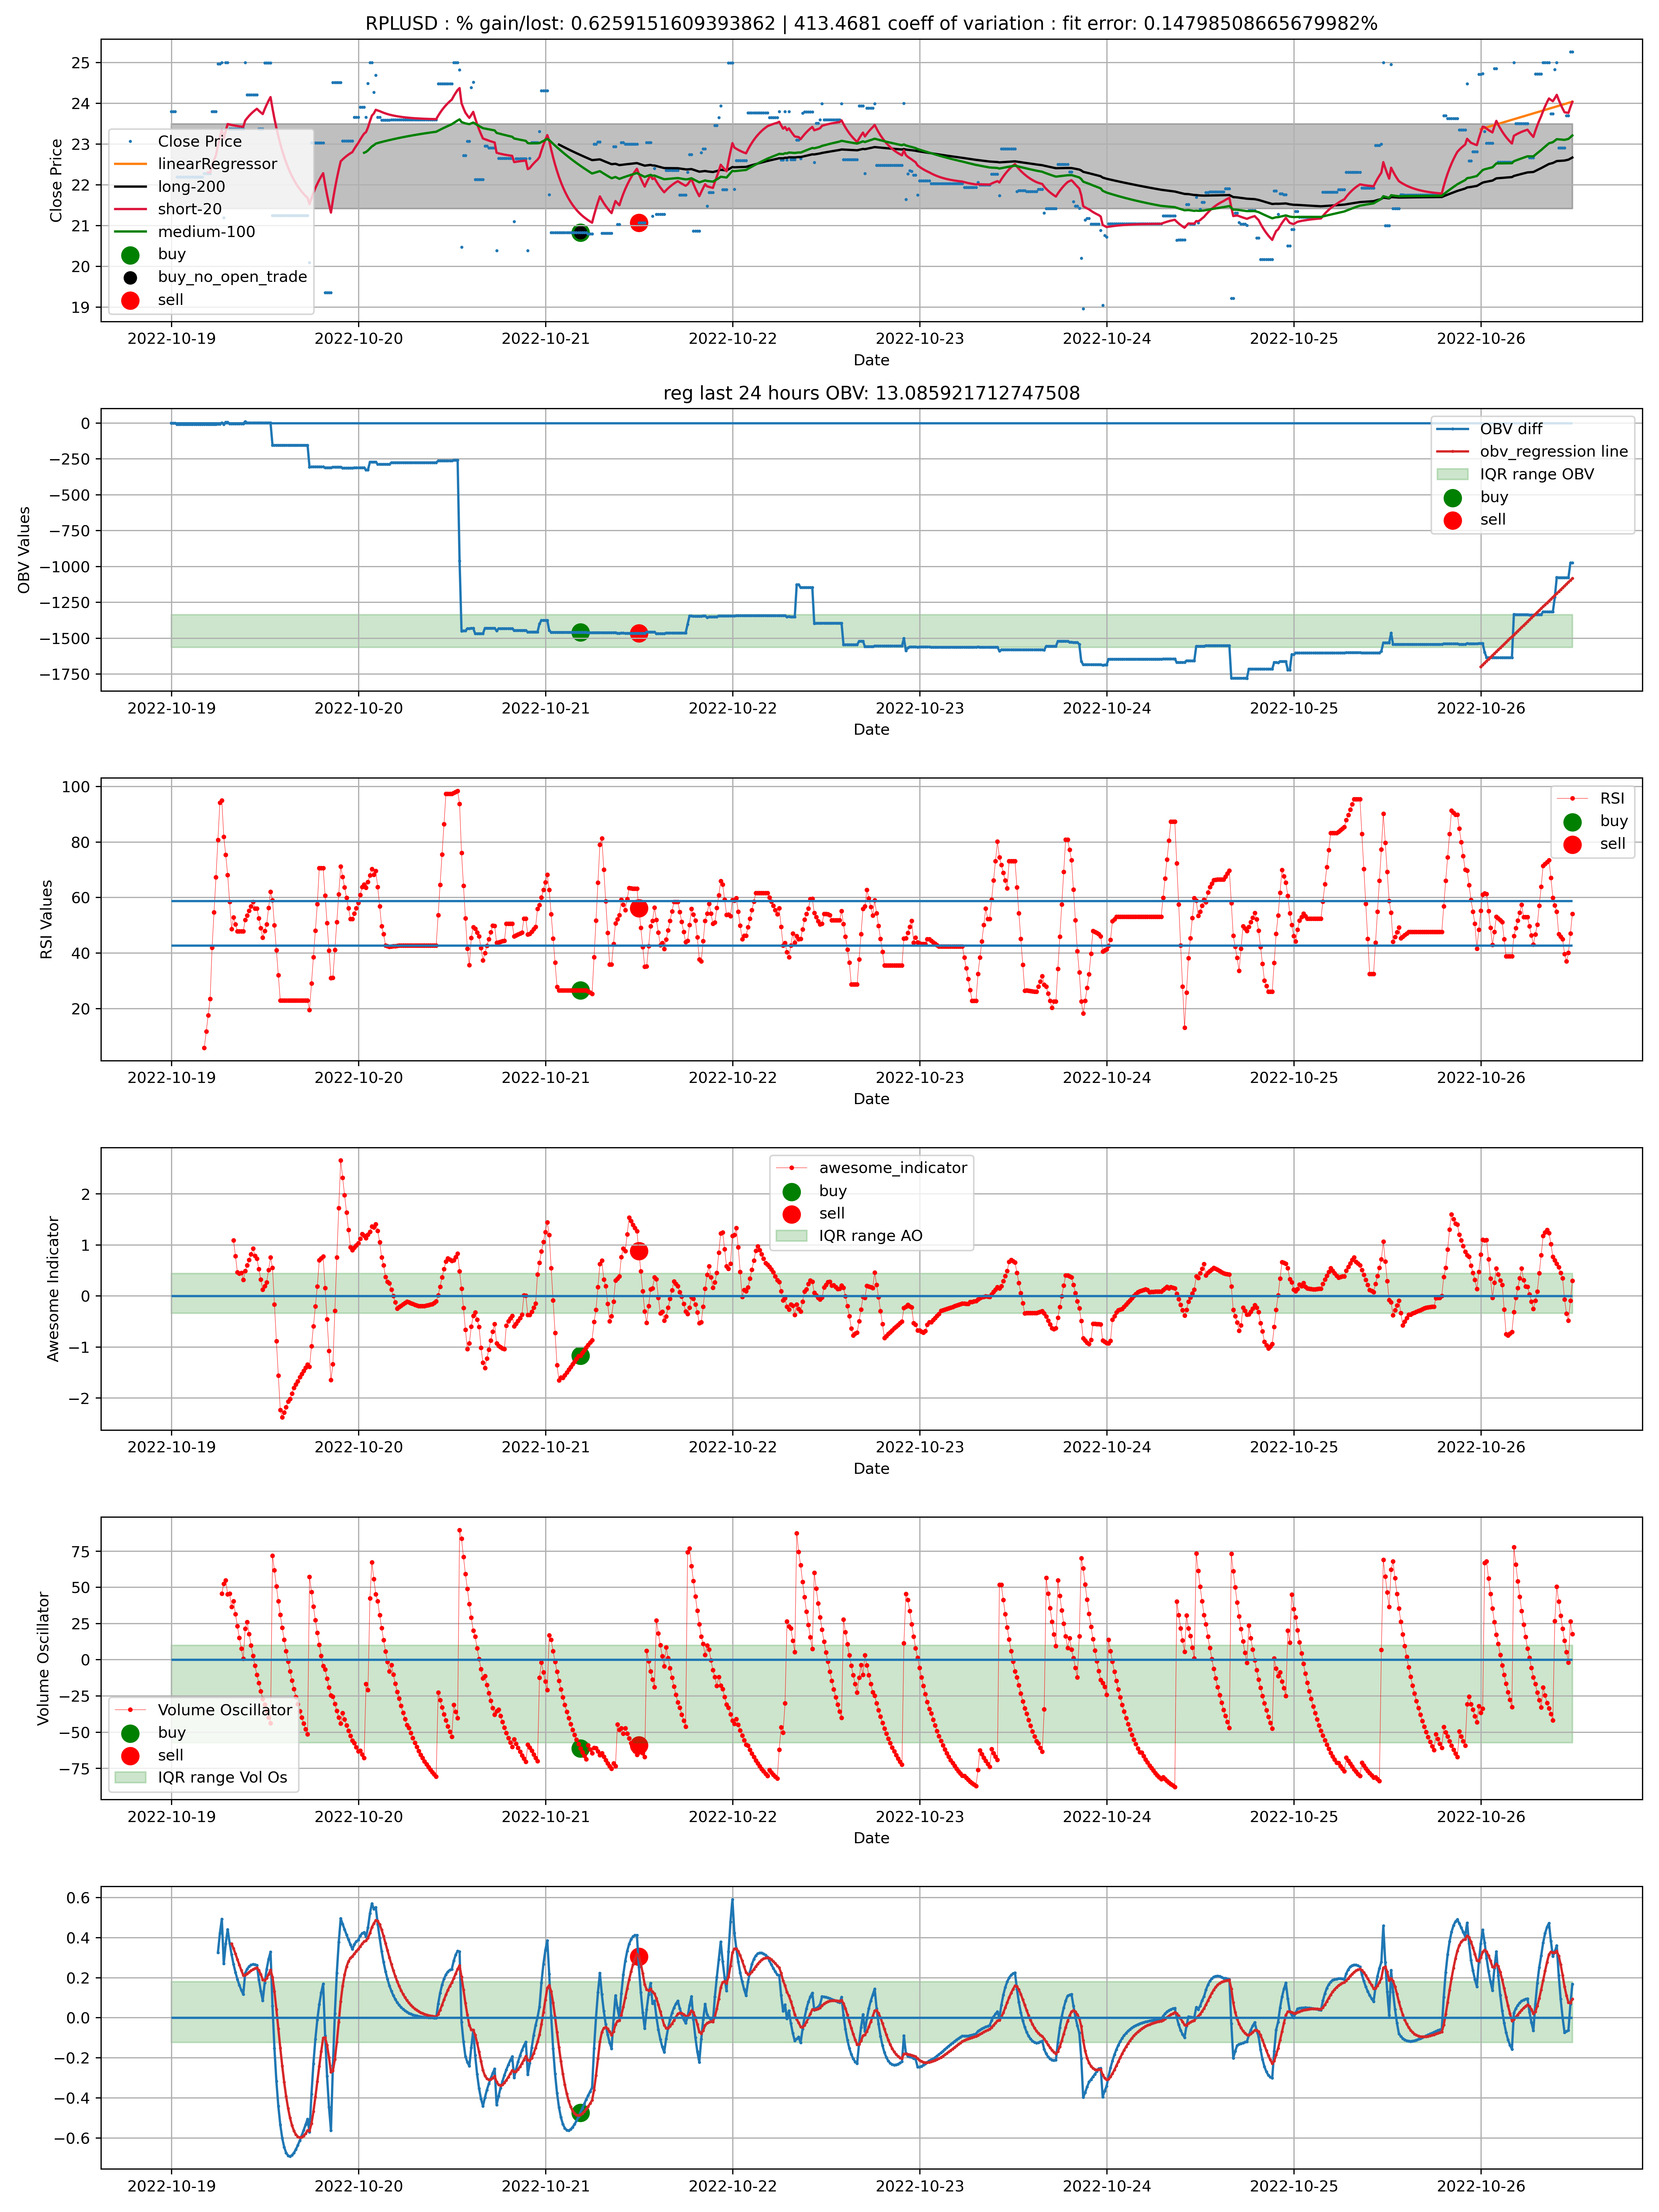 RPLUSD : % gain/lost: 0.6259151609393862 | 413.4681 coeff of variation : fit error: 0.14798508665679982%
25
24
23
22
21
20
19
Close Price
Close Price
linearRegressor
long-200
short-20
medium-100
buy
buy_no_open_trade
sell
2022-10-19 2022-10-20 2022-10-21 2022-10-22 2022-10-23 2022-10-24 2022-10-25 2022-10-26
Date
reg last 24 hours OBV: 13.085921712747508
0
−250
−500
−750
−1000
−1250
−1500
−1750
OBV Values
OBV diff
obv_regression line
IQR range OBV
buy
sell
2022-10-19 2022-10-20 2022-10-21 2022-10-22 2022-10-23 2022-10-24 2022-10-25 2022-10-26
Date
100
80
60
40
20
RSI Values
RSI
buy
sell
2022-10-19 2022-10-20 2022-10-21 2022-10-22 2022-10-23 2022-10-24 2022-10-25 2022-10-26
Date
2
1
0
−1
−2
Awesome Indicator
awesome_indicator
buy
sell
IQR range AO
2022-10-19 2022-10-20 2022-10-21 2022-10-22 2022-10-23 2022-10-24 2022-10-25 2022-10-26
Date
75
50
25
0
−25
−50
−75
Volume Oscillator
Volume Oscillator
buy
sell
IQR range Vol Os
2022-10-19 2022-10-20 2022-10-21 2022-10-22 2022-10-23 2022-10-24 2022-10-25 2022-10-26
Date
0.6
0.4
0.2
0.0
−0.2
−0.4
−0.6
2022-10-19 2022-10-20 2022-10-21 2022-10-22 2022-10-23 2022-10-24 2022-10-25 2022-10-26